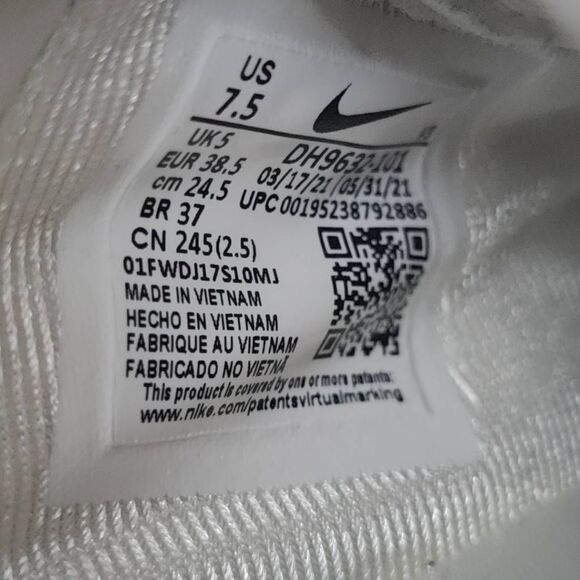 US
7.5
UK 5
EUR 38.5
cm 24.5
BR 37
CN 245(2.5)
DH9632-101
03/17/21 05/31/21
UPC 00195238792886
01FWDJ17S10MJ
MADE IN VIETNAM
HECHO EN VIETNAM
FABRIQUE AU VIETNAM
FABRICADO NO VIETNÃ
This product is covered by one or more patents:
www.nike.com/patentsvirtualmarking